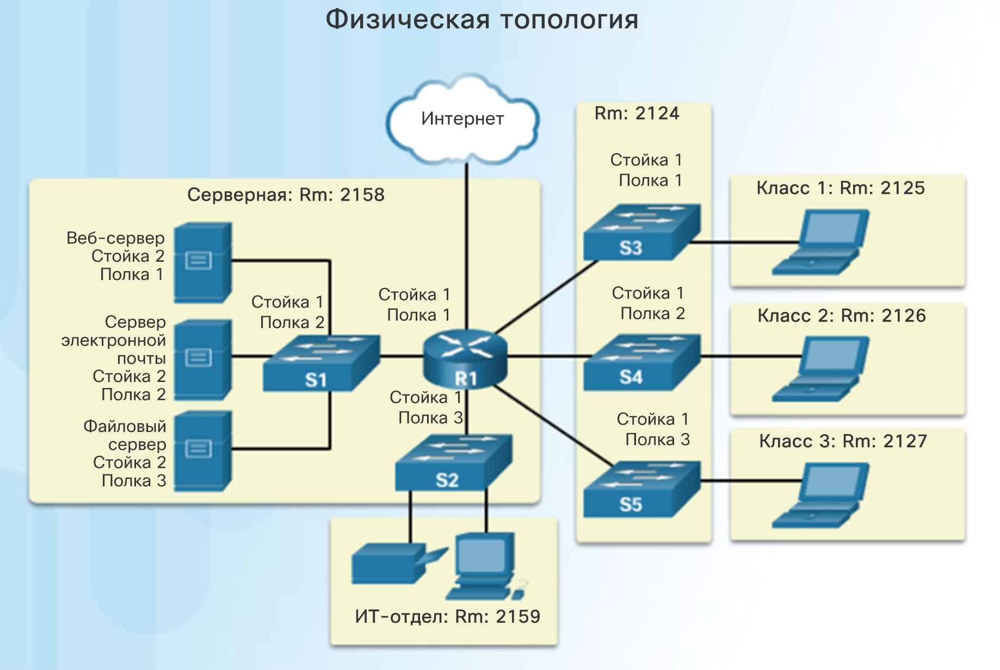 Физическая топология
Интернет
Rm: 2124
Стойка 1
Полка 1
Серверная: Rm: 2158
Класс 1: Rm: 2125
Веб-сервер
Стойка 2
Полка 1
S3
Стойка 1
Полка 2
Стойка 1
Полка 1
Стойка 1
Полка 2
Класс 2: Rm: 2126
Сервер
электронной
почты
Стойка 2
Полка 2
S1
R1
S4
Стойка 1
Полка 3
Стойка 1
Полка 3
Файловый
сервер
Стойка 2
Полка 3
Класс 3: Rm: 2127
S2
S5
ИТ-отдел: Rm: 2159